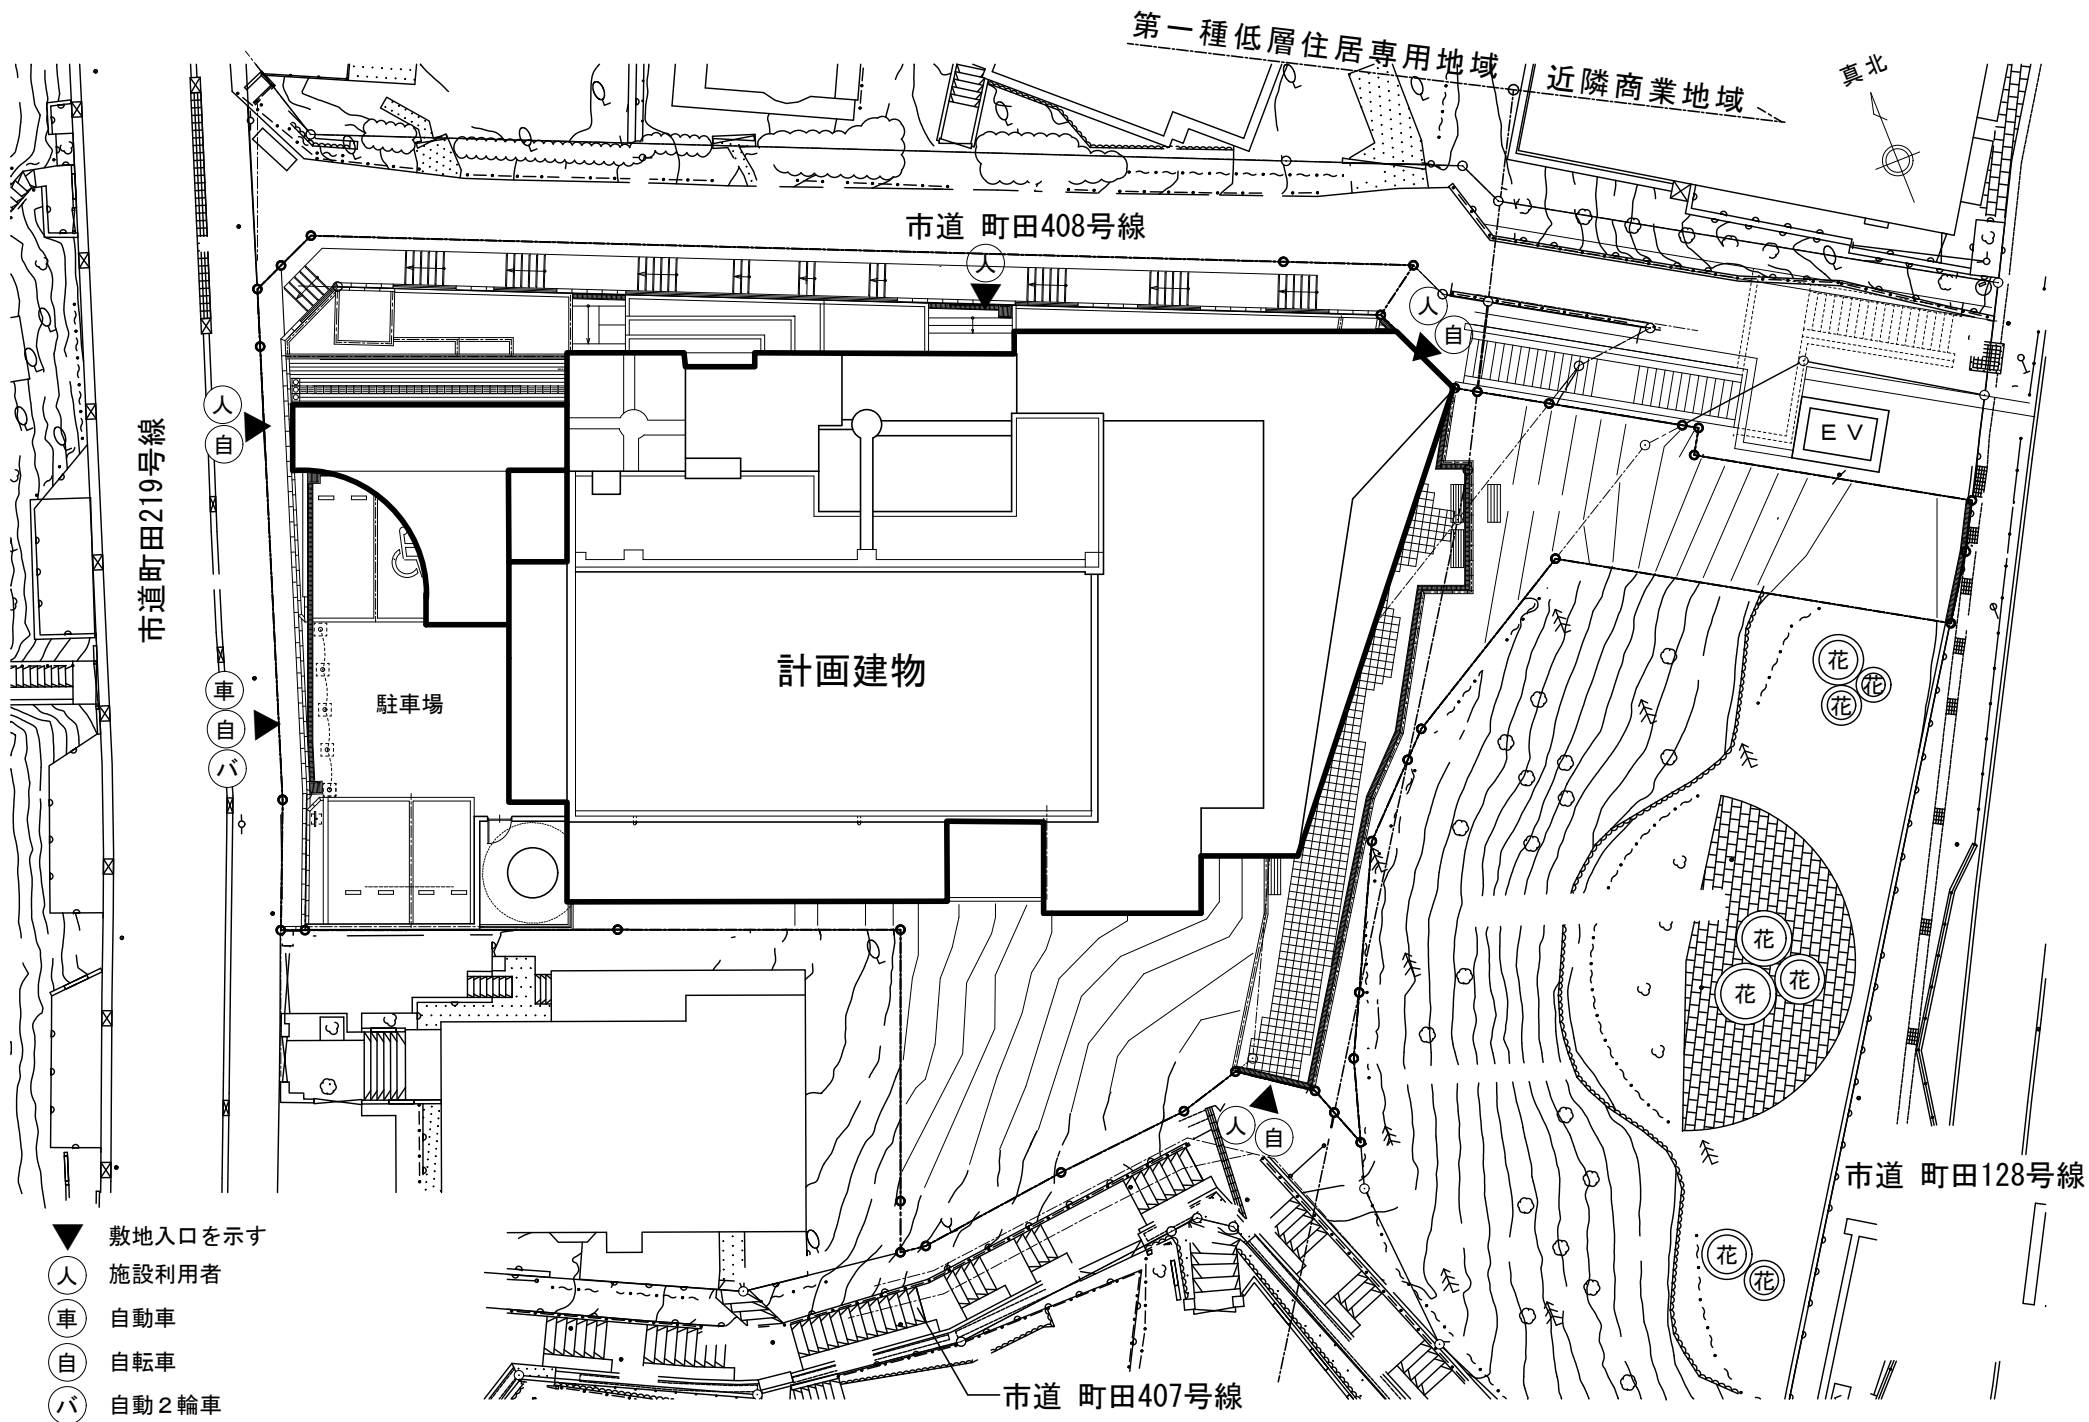 第一種低層住居専用地域
近隣商業地域
真北
市道 町田408号線
人
人
自
人
自
EV
市道町田219号線
計画建物
花
花
花
車
自
バ
駐車場
花
花
花
人
自
市道 町田128号線
花
花
市道 町田407号線
▼ 敷地入口を示す
人 施設利用者
車 自動車
自 自転車
バ 自動2輪車